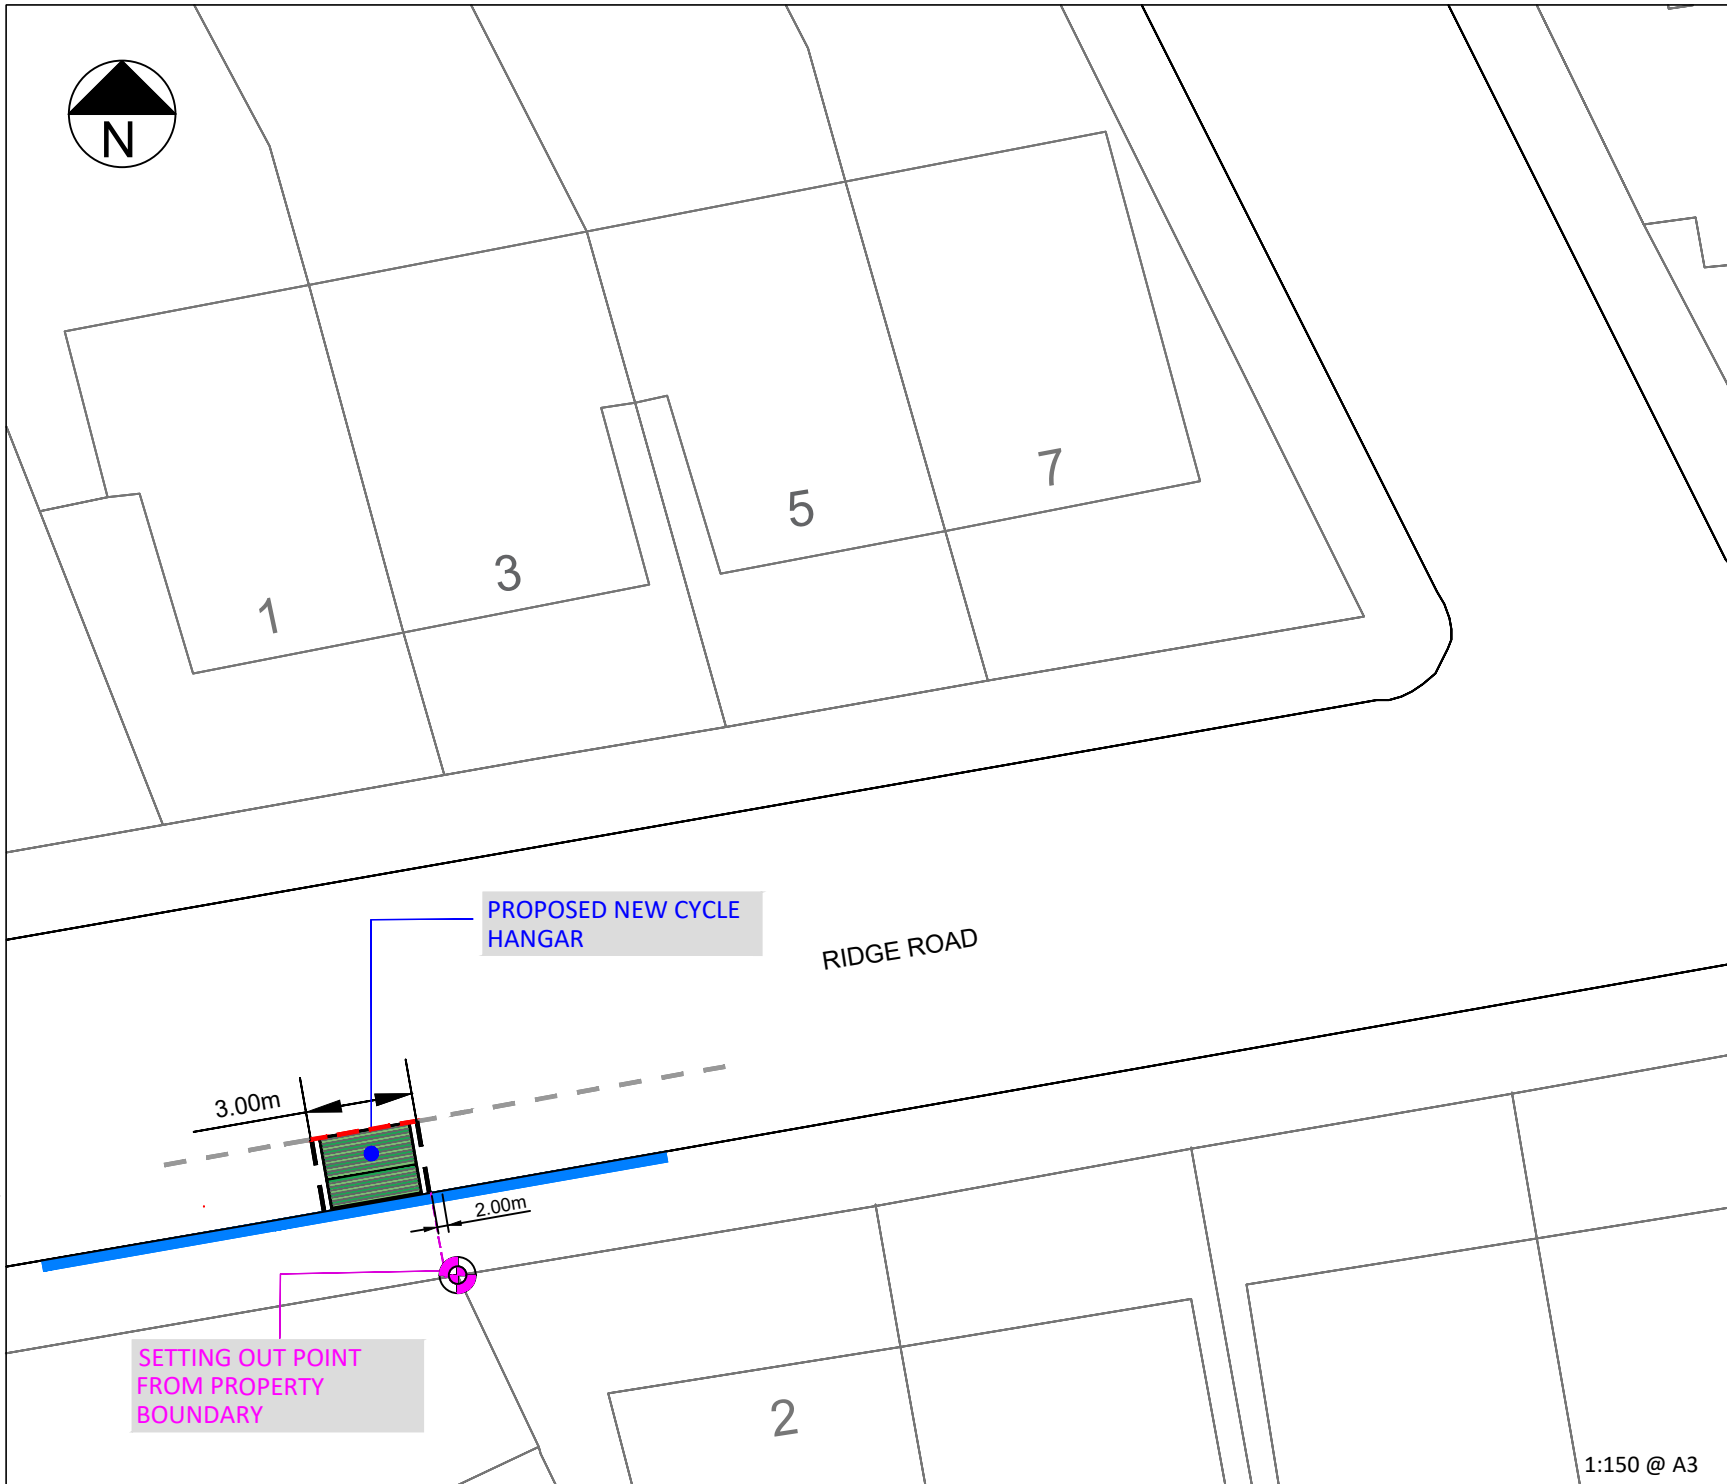 N
7
5
3
1
PROPOSED NEW CYCLE
HANGAR
RIDGE ROAD
3.00m
2.00m
SETTING OUT POINT
FROM PROPERTY
BOUNDARY
2
1:150 @ A3